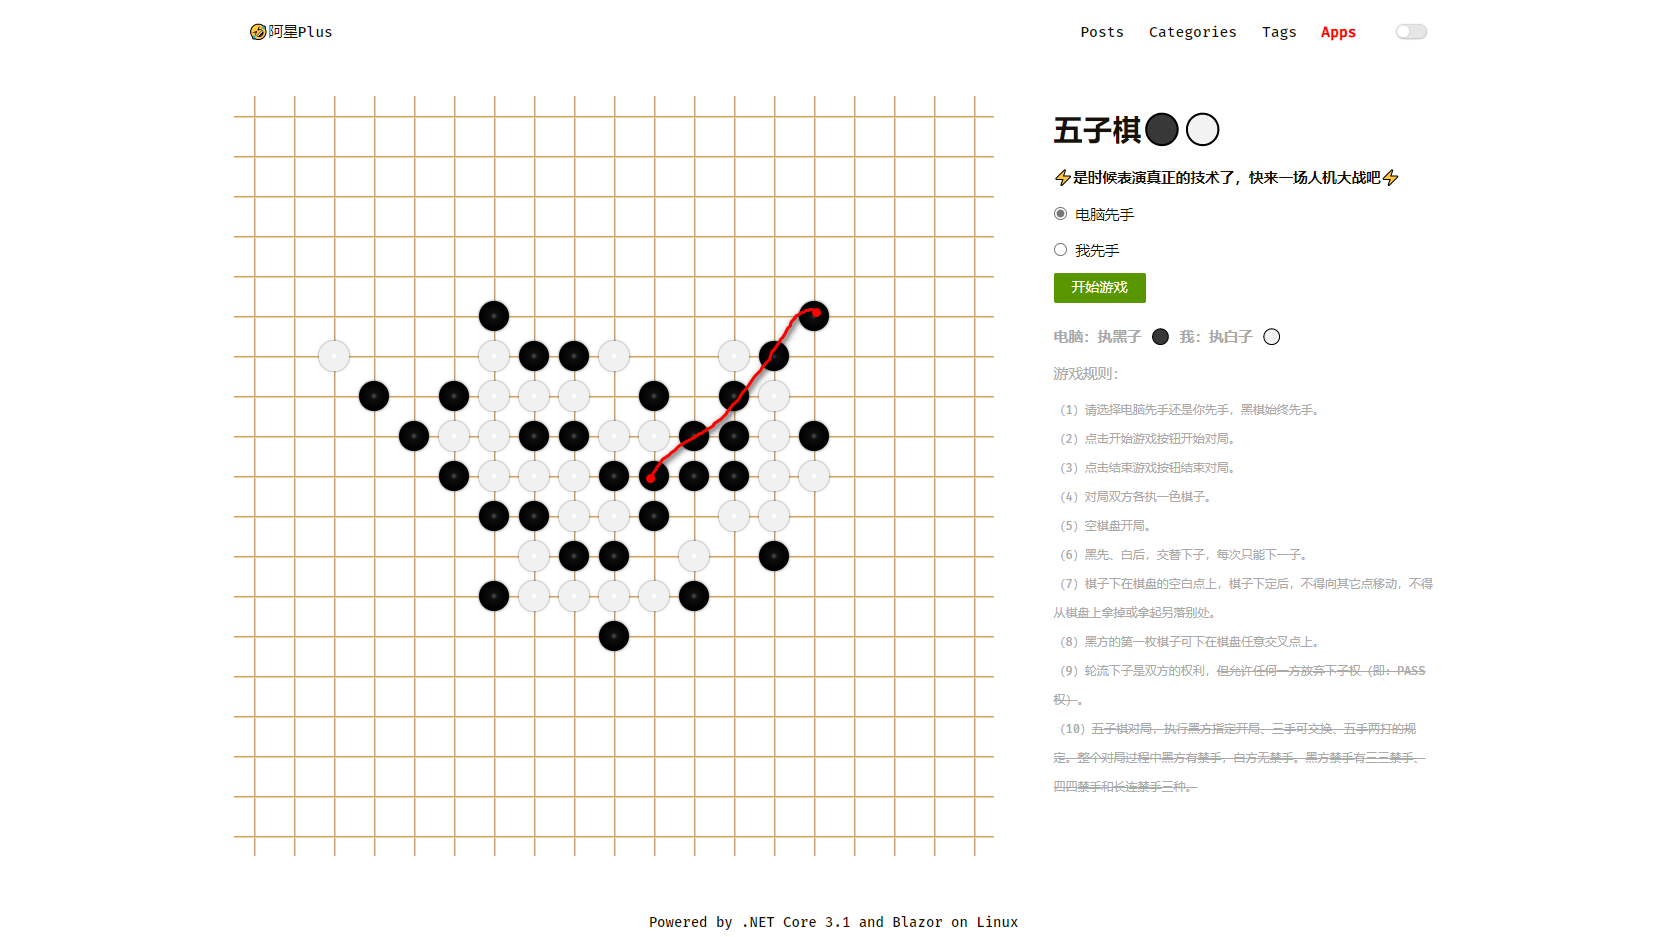 🤣阿星Plus
Posts Categories Tags Apps
五子棋
⚡是时候表演真正的技术了，快来一场人机大战吧⚡
电脑先手
我先手
开始游戏
电脑：执黑子 我：执白子
游戏规则：
（1）请选择电脑先手还是你先手，黑棋始终先手。
（2）点击开始游戏按钮开始对局。
（3）点击结束游戏按钮结束对局。
（4）对局双方各执一色棋子。
（5）空棋盘开局。
（6）黑先、白后，交替下子，每次只能下一子。
（7）棋子下在棋盘的空白点上，棋子下定后，不得向其它点移动，不得
从棋盘上拿掉或拿起另落别处。
（8）黑方的第一枚棋子可下在棋盘任意交叉点上。
（9）轮流下子是双方的权利，但允许任何一方放弃下子权（即：PASS
权）。
（10）五子棋对局，执行黑方指定开局、三手可交换、五手两打的规
定。整个对局过程中黑方有禁手，白方无禁手。黑方禁手有三三禁手、
四四禁手和长连禁手三种。
Powered by .NET Core 3.1 and Blazor on Linux